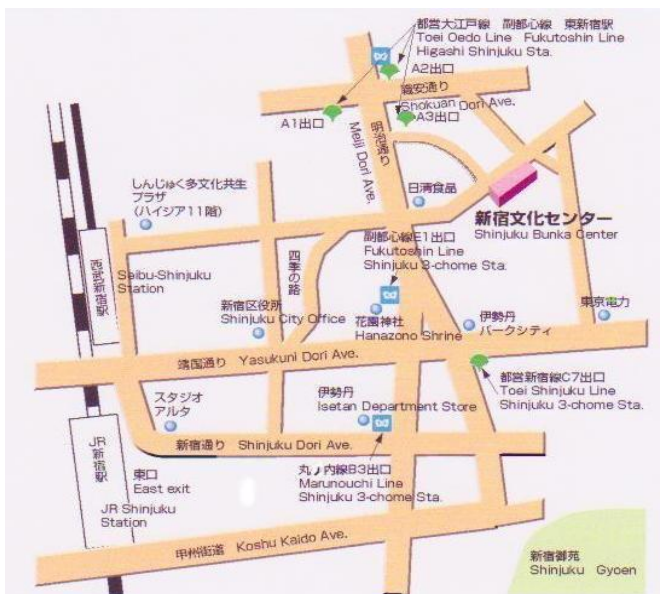 都営大江戸線 副都心線 東新宿駅
Toei Oedo Line Fukutoshin Line
Higashi Shinjuku Sta.
A2出口
職安通り
Shokuan Dori Ave.
A1出口
A3出口
明治通り
Meiji Dori Ave.
しんじゅく多文化共生
プラザ
(ハイジア11階)
日清食品
新宿文化センター
Shinjuku Bunka Center
副都心線E1出口
Fukutoshin Line
Shinjuku 3-chome Sta.
四季の路
西武新宿駅
Seibu-Shinjuku
Station
新宿区役所
Shinjuku City Office
花園神社
Hanazono Shrine
伊勢丹
パークシティ
東京電力
靖国通り Yasukuni Dori Ave.
都営新宿線C7出口
Toei Shinjuku Line
Shinjuku 3-chome Sta.
スタジオ
アルタ
伊勢丹
Isetan Department Store
新宿通り Shinjuku Dori Ave.
JR新宿駅
東口
East exit
JR Shinjuku
Station
丸ノ内線B3出口
Marunouchi Line
Shinjuku 3-chome Sta.
甲州街道 Koshu Kaido Ave.
新宿御苑
Shinjuku Gyoen